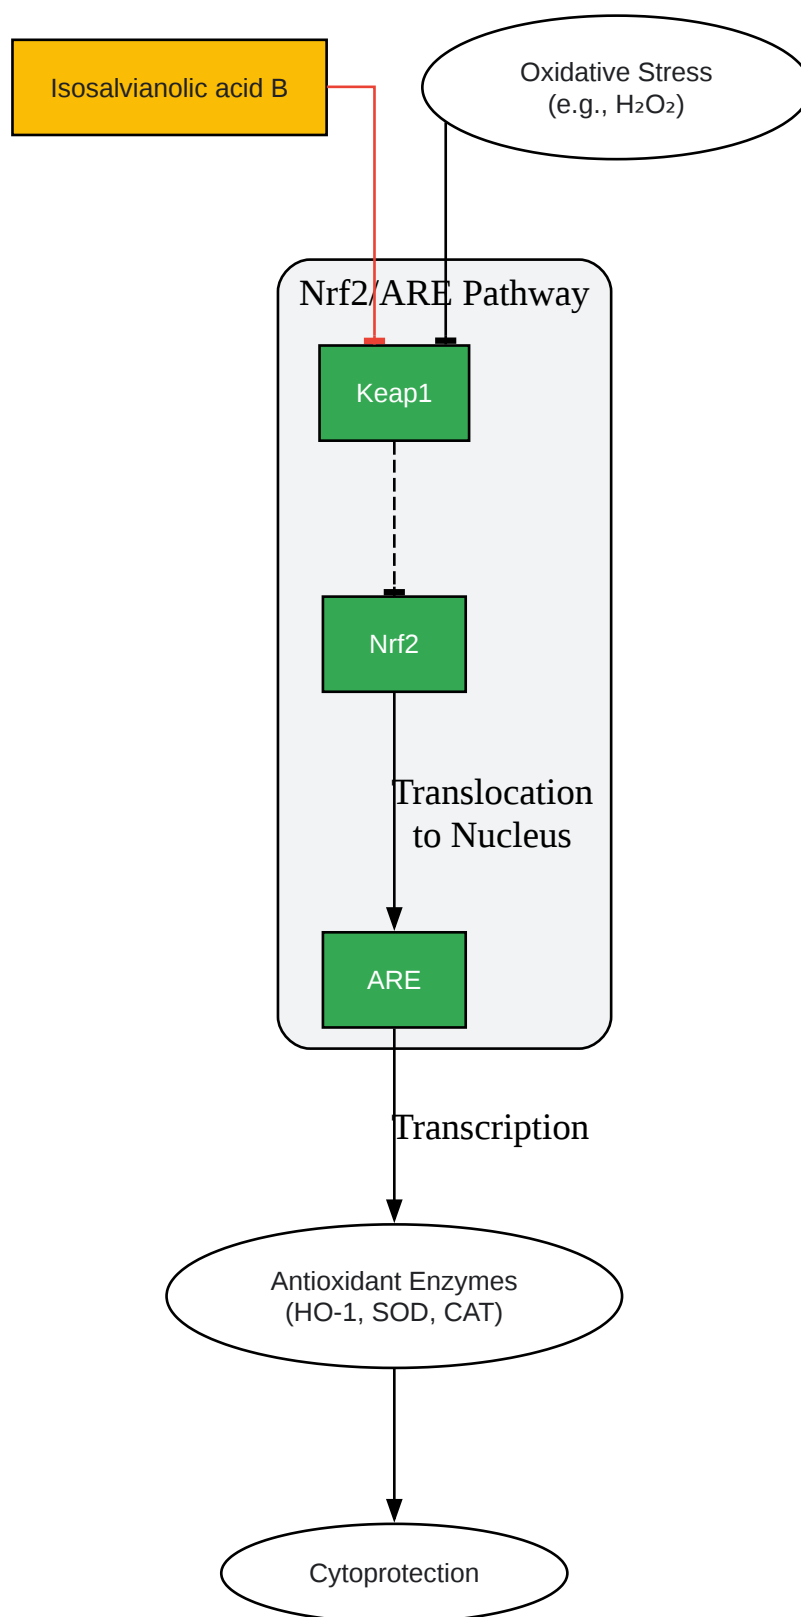 Isosalvianolic acid B
Oxidative Stress
(e.g., H₂O₂)
Nrf2/ARE Pathway
Keap1
Nrf2
Translocation
to Nucleus
ARE
Transcription
Antioxidant Enzymes
(HO-1, SOD, CAT)
Cytoprotection